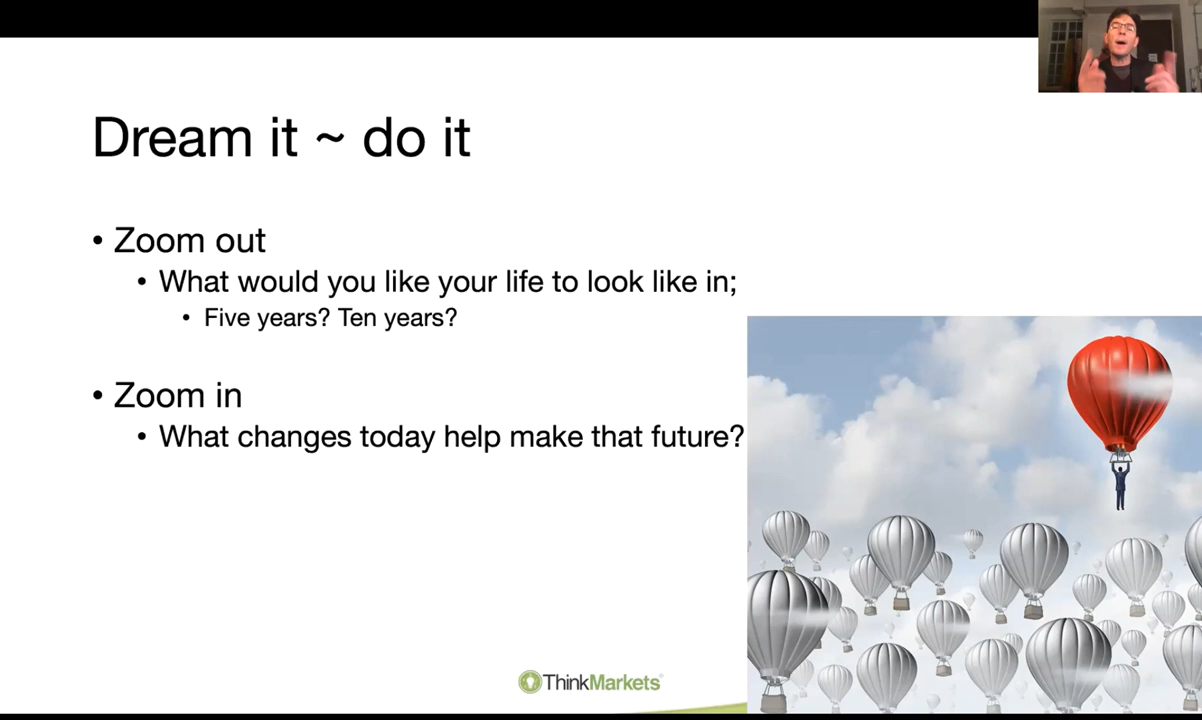 Dream it ~ do it
• Zoom out
• What would you like your life to look like in;
• Five years? Ten years?
• Zoom in
• What changes today help make that future?
ThinkMarkets